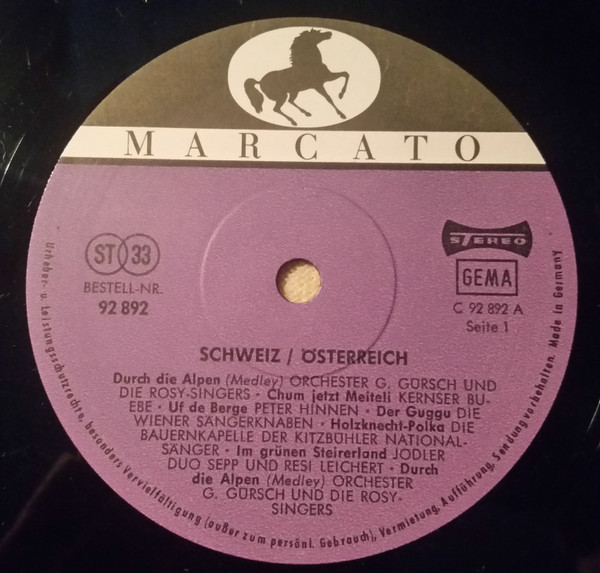 MARCATO
ST 33
BESTELL-NR.
92 892
STEREO
GEMA
C 92 892 A
Seite 1
SCHWEIZ / ÖSTERREICH
Durch die Alpen (Medley) ORCHESTER G. GÜRSCH UND
DIE ROSY-SINGERS · Chum jetzt Meiteli KERNSER BU-
EBE · Uf de Berge PETER HINNEN · Der Guggu DIE
WIENER SÄNGERKNABEN · Holzknecht-Polka DIE
BAUERNKAPELLE DER KITZBÜHLER NATIONAL-
SÄNGER · Im grünen Steirerland JODLER
DUO SEPP UND RESI LEICHERT · Durch
die Alpen (Medley) ORCHESTER
G. GÜRSCH UND DIE ROSY-
SINGERS
Urheber- u. Leistungsschutzrechte, besonders Vervielfältigung (außer zum persönl. Gebrauch), Vermietung, Aufführung, Sendung vorbehalten. Made in Germany